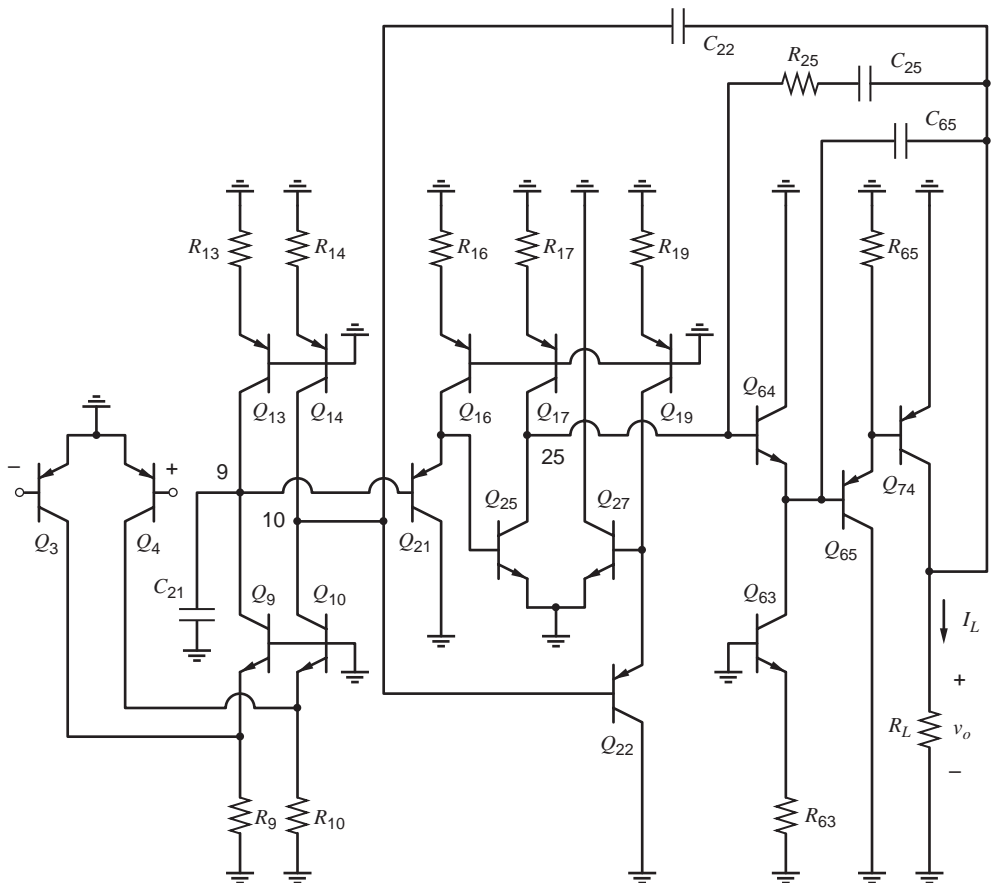 C22
R25
C25
C65
R13
R14
R16
R17
R19
R65
Q13
Q14
Q16
Q17
Q19
Q64
− + 9 25
Q3
Q4
10
Q21
Q25
Q27
Q65
Q74
C21
Q9
Q10
Q63
IL
+
Q22
RL
vo
−
R9
R10
R63